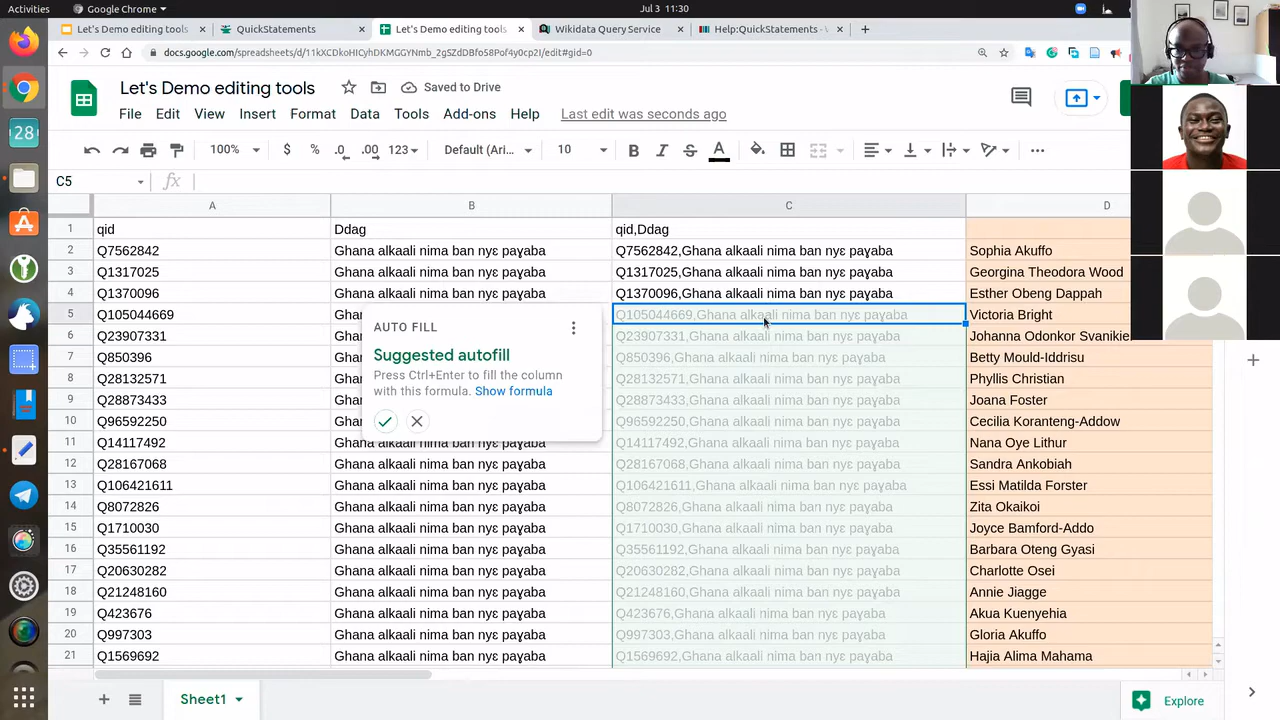 Activities
Google Chrome
Jul 3 11:30
Let's Demo editing tools
QuickStatements
Let's Demo editing tools
Wikidata Query Service
Help:QuickStatements
docs.google.com/spreadsheets/d/11kXCDkoHICyhDKMGGYNmb_2gSZdDBfo58Pof4y0cp2I/edit#gid=0
Let's Demo editing tools
Saved to Drive
File Edit View Insert Format Data Tools Add-ons Help Last edit was seconds ago
100% $ % .0 .00 123 Default (Ari... 10 B I S A
C5 fx
A B C D
1 qid Ddag qid,Ddag
2 Q7562842 Ghana alkaali nima ban nyɛ paɣaba Q7562842,Ghana alkaali nima ban nyɛ paɣaba Sophia Akuffo
3 Q1317025 Ghana alkaali nima ban nyɛ paɣaba Q1317025,Ghana alkaali nima ban nyɛ paɣaba Georgina Theodora Wood
4 Q1370096 Ghana alkaali nima ban nyɛ paɣaba Q1370096,Ghana alkaali nima ban nyɛ paɣaba Esther Obeng Dappah
5 Q105044669 Gha Q105044669,Ghana alkaali nima ban nyɛ paɣaba Victoria Bright
6 Q23907331 Gha Q23907331,Ghana alkaali nima ban nyɛ paɣaba Johanna Odonkor Svanikie
7 Q850396 Gha Q850396,Ghana alkaali nima ban nyɛ paɣaba Betty Mould-Iddrisu
8 Q28132571 Gha Q28132571,Ghana alkaali nima ban nyɛ paɣaba Phyllis Christian
9 Q28873433 Gha Q28873433,Ghana alkaali nima ban nyɛ paɣaba Joana Foster
10 Q96592250 Gha Q96592250,Ghana alkaali nima ban nyɛ paɣaba Cecilia Koranteng-Addow
11 Q14117492 Ghana alkaali nima ban nyɛ paɣaba Q14117492,Ghana alkaali nima ban nyɛ paɣaba Nana Oye Lithur
12 Q28167068 Ghana alkaali nima ban nyɛ paɣaba Q28167068,Ghana alkaali nima ban nyɛ paɣaba Sandra Ankobiah
13 Q106421611 Ghana alkaali nima ban nyɛ paɣaba Q106421611,Ghana alkaali nima ban nyɛ paɣaba Essi Matilda Forster
14 Q8072826 Ghana alkaali nima ban nyɛ paɣaba Q8072826,Ghana alkaali nima ban nyɛ paɣaba Zita Okaikoi
15 Q1710030 Ghana alkaali nima ban nyɛ paɣaba Q1710030,Ghana alkaali nima ban nyɛ paɣaba Joyce Bamford-Addo
16 Q35561192 Ghana alkaali nima ban nyɛ paɣaba Q35561192,Ghana alkaali nima ban nyɛ paɣaba Barbara Oteng Gyasi
17 Q20630282 Ghana alkaali nima ban nyɛ paɣaba Q20630282,Ghana alkaali nima ban nyɛ paɣaba Charlotte Osei
18 Q21248160 Ghana alkaali nima ban nyɛ paɣaba Q21248160,Ghana alkaali nima ban nyɛ paɣaba Annie Jiagge
19 Q423676 Ghana alkaali nima ban nyɛ paɣaba Q423676,Ghana alkaali nima ban nyɛ paɣaba Akua Kuenyehia
20 Q997303 Ghana alkaali nima ban nyɛ paɣaba Q997303,Ghana alkaali nima ban nyɛ paɣaba Gloria Akuffo
21 Q1569692 Ghana alkaali nima ban nyɛ paɣaba Q1569692,Ghana alkaali nima ban nyɛ paɣaba Hajia Alima Mahama
AUTO FILL
Suggested autofill
Press Ctrl+Enter to fill the column
with this formula. Show formula
Sheet1
Explore
28